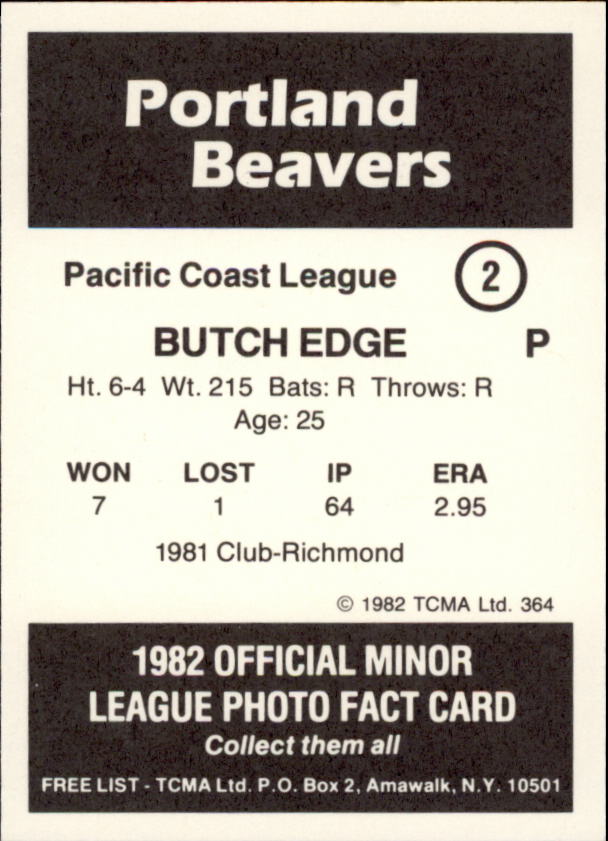 Portland
Beavers
Pacific Coast League 2
BUTCH EDGE P
Ht. 6-4 Wt. 215 Bats: R Throws: R
Age: 25
WON LOST IP ERA
7 1 64 2.95
1981 Club-Richmond
© 1982 TCMA Ltd. 364
1982 OFFICIAL MINOR
LEAGUE PHOTO FACT CARD
Collect them all
FREE LIST - TCMA Ltd. P.O. Box 2, Amawalk, N.Y. 10501